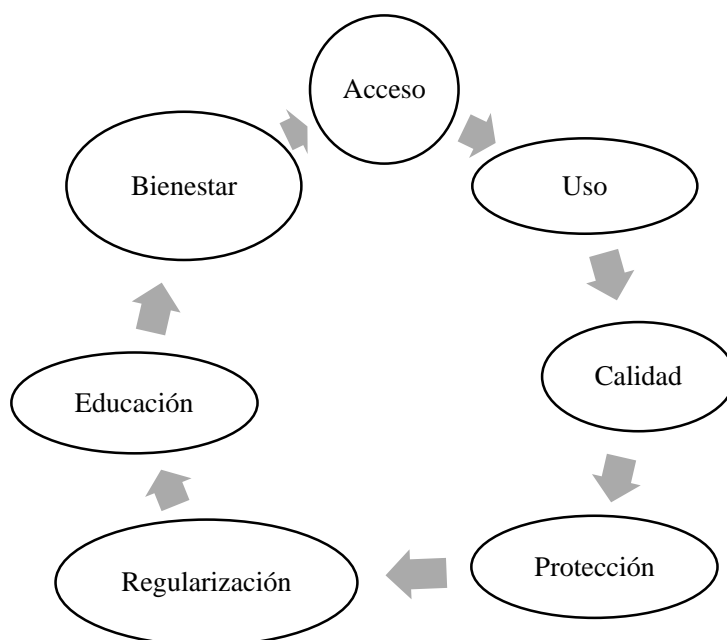 Acceso
Uso
Calidad
Protección
Regularización
Educación
Bienestar